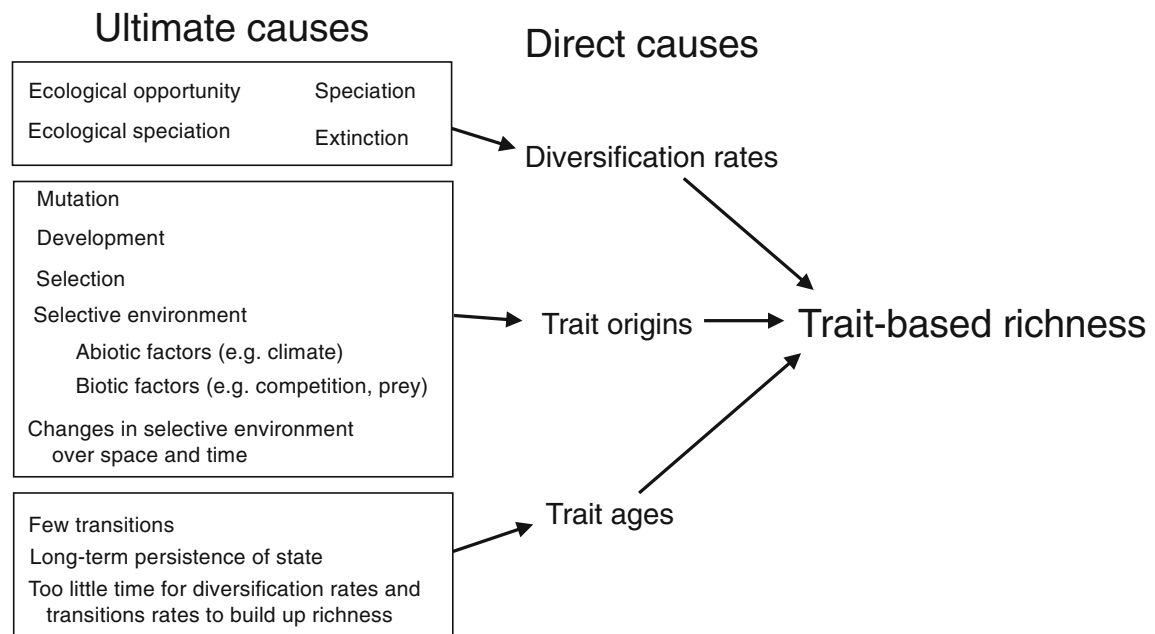 Ultimate causes
Direct causes
Ecological opportunity
Speciation
Ecological speciation
Extinction
Diversification rates
Mutation
Development
Selection
Selective environment
Abiotic factors (e.g. climate)
Biotic factors (e.g. competition, prey)
Changes in selective environment
over space and time
Trait origins
Trait-based richness
Few transitions
Long-term persistence of state
Too little time for diversification rates and
transitions rates to build up richness
Trait ages